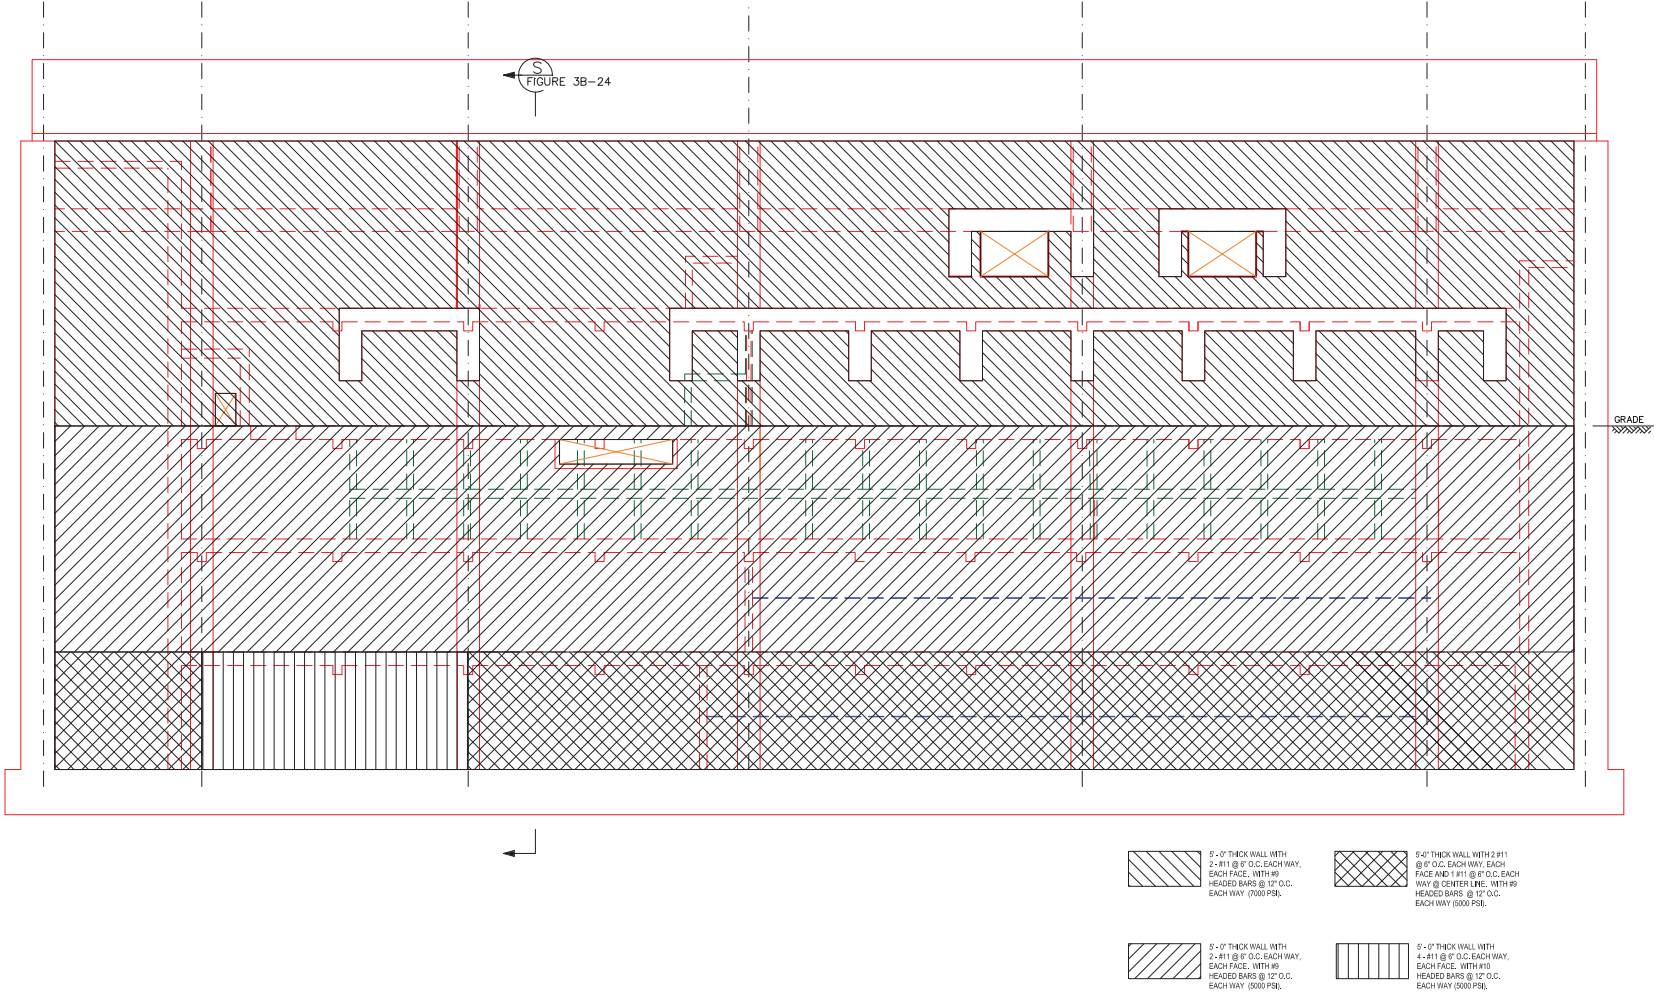 S
FIGURE 3B-24
GRADE
5'- 0" THICK WALL WITH
2 - #11 @ 6" O.C. EACH WAY,
EACH FACE. WITH #9
HEADED BARS @ 12" O.C.
EACH WAY (7000 PSI).
5'-0" THICK WALL WITH 2 #11
@ 6" O.C. EACH WAY, EACH
FACE AND 1 #11 @ 6" O.C. EACH
WAY @ CENTER LINE. WITH #9
HEADED BARS @ 12" O.C.
EACH WAY (5000 PSI).
5'- 0" THICK WALL WITH
2 - #11 @ 6" O.C. EACH WAY,
EACH FACE. WITH #9
HEADED BARS @ 12" O.C.
EACH WAY (5000 PSI).
5'- 0" THICK WALL WITH
4 - #11 @ 6" O.C. EACH WAY,
EACH FACE. WITH #10
HEADED BARS @ 12" O.C.
EACH WAY (5000 PSI).